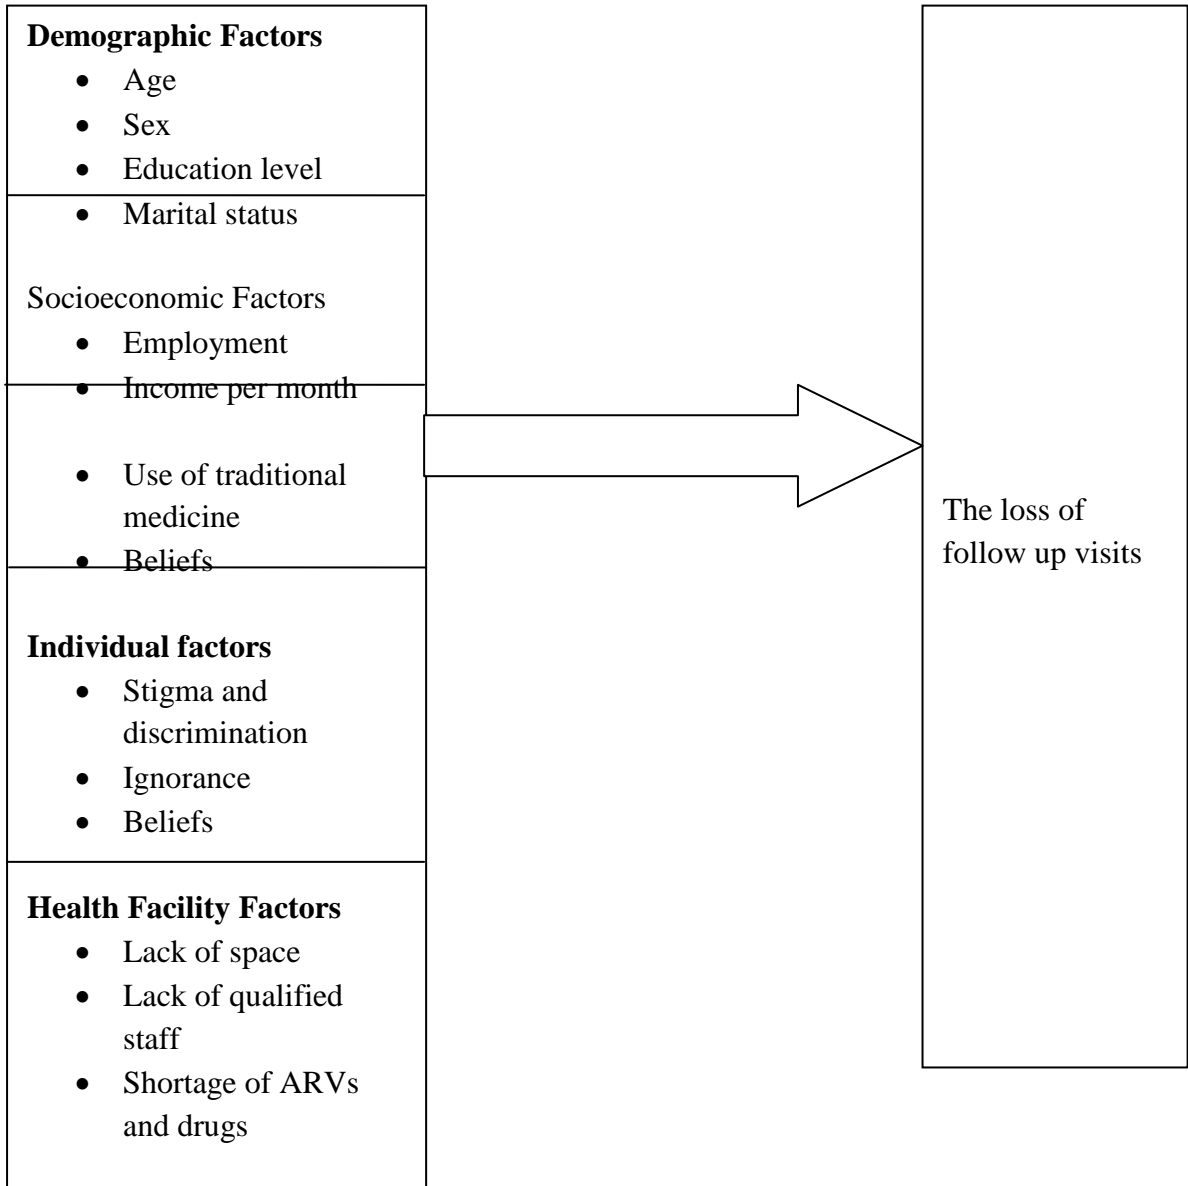 Demographic Factors
• Age
• Sex
• Education level
• Marital status
Socioeconomic Factors
• Employment
• Income per month
• Use of traditional
medicine
• Beliefs
Individual factors
• Stigma and
discrimination
• Ignorance
• Beliefs
Health Facility Factors
• Lack of space
• Lack of qualified
staff
• Shortage of ARVs
and drugs
The loss of
follow up visits